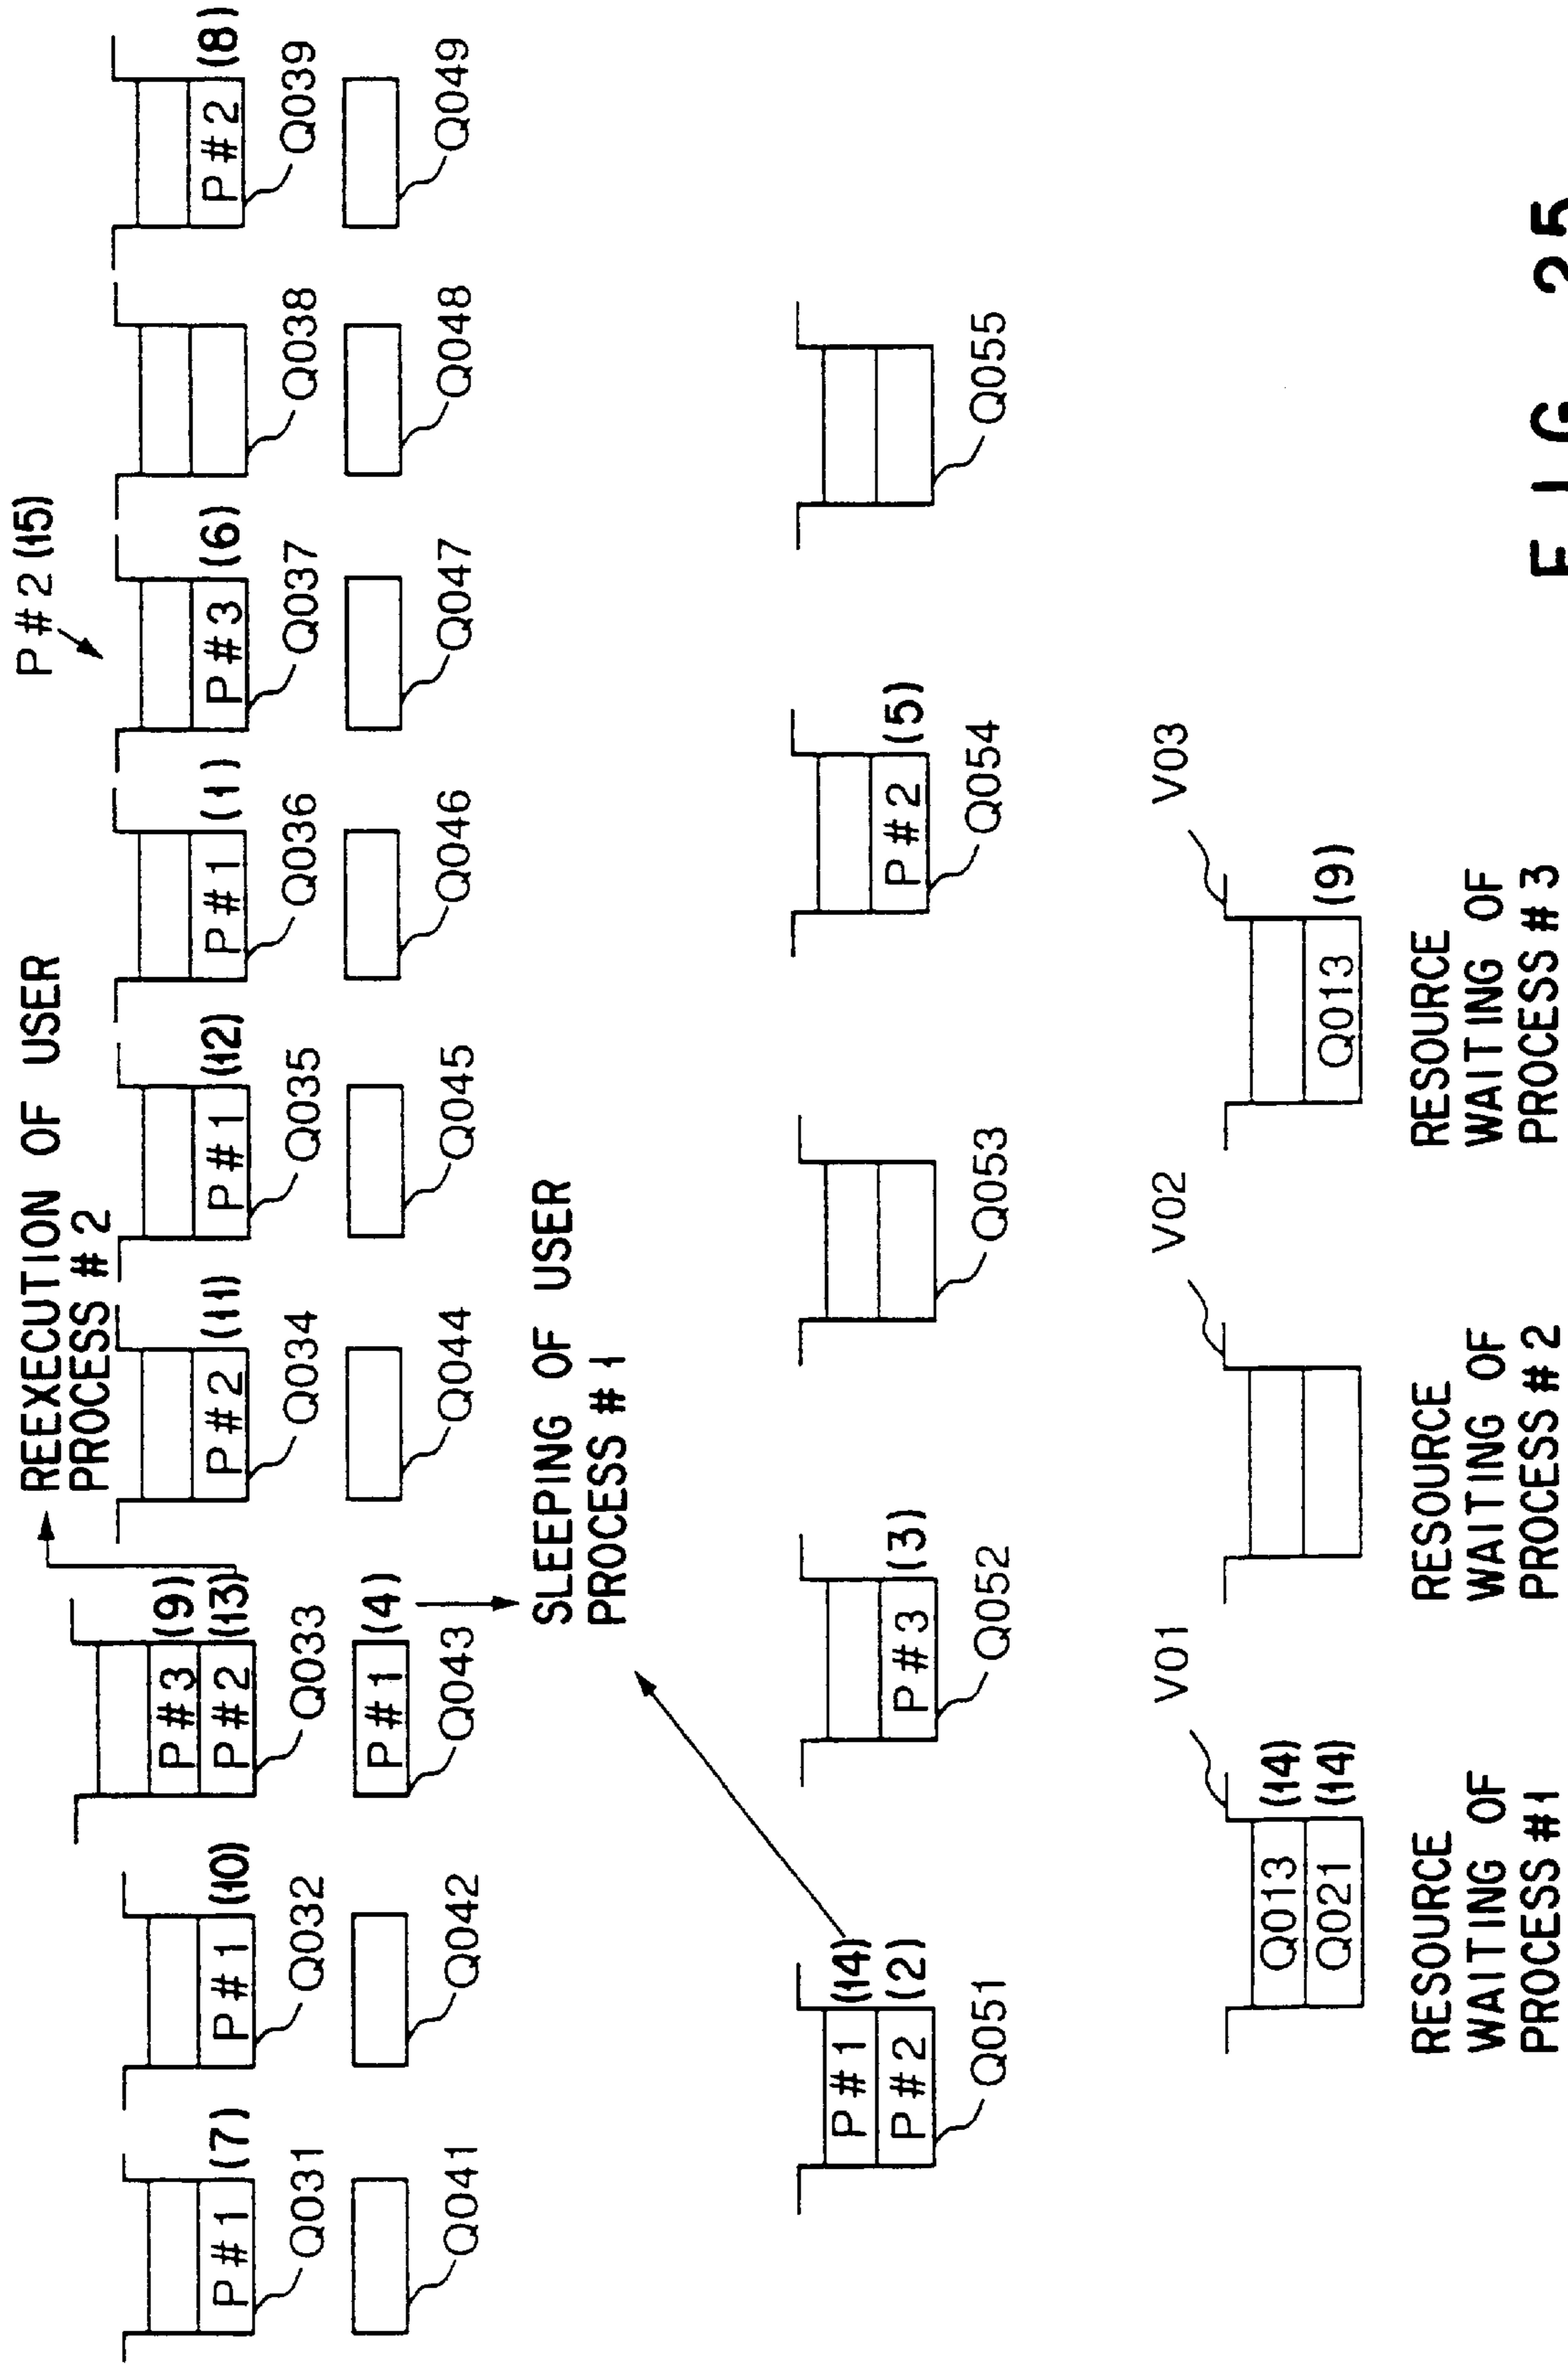 P#2 (15)
REEXECUTION OF USER
PROCESS #2
P#1 (7)
Q031
P#1 (10)
Q032
P#3 (9)
P#2 (13)
Q033
P#2 (11)
Q034
P#1 (12)
Q035
P#1 (1)
Q036
P#3 (6)
Q037
Q038
P#2 (8)
Q039
Q041
Q042
P#1 (4)
Q043
Q044
Q045
Q046
Q047
Q048
Q049
SLEEPING OF USER
PROCESS #1
P#1 (14)
P#2 (2)
Q051
P#3 (3)
Q052
Q053
P#2 (5)
Q054
Q055
V01
Q013 (14)
Q021 (14)
RESOURCE
WAITING OF
PROCESS #1
V02
RESOURCE
WAITING OF
PROCESS #2
V03
Q013 (9)
RESOURCE
WAITING OF
PROCESS #3
FIG. 25